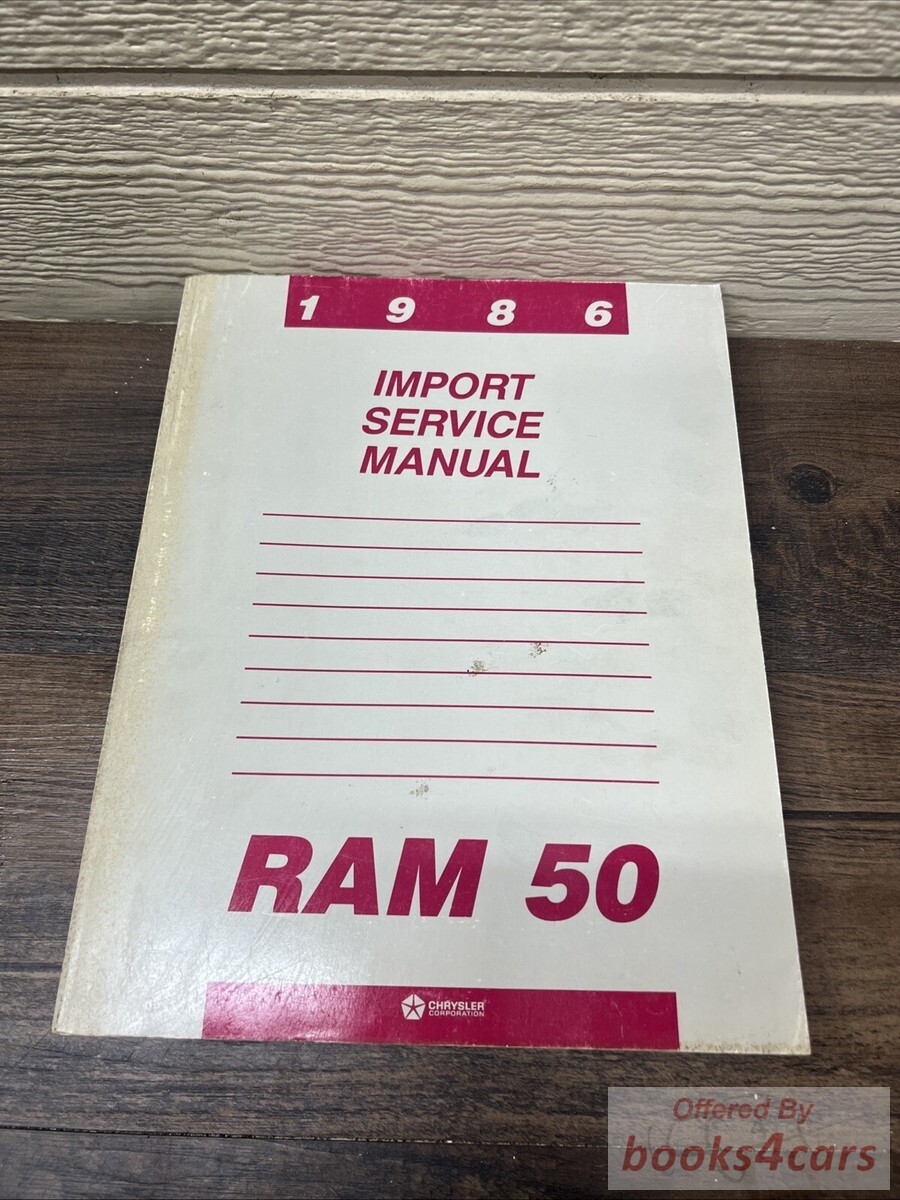 1 9 8 6
IMPORT
SERVICE
MANUAL
RAM 50
CHRYSLER
CORPORATION
Offered By
books4cars